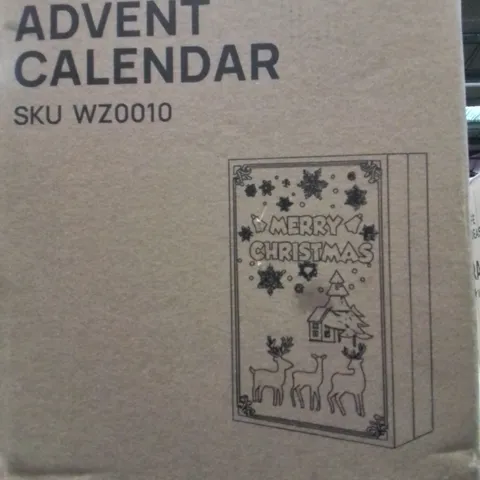 ADVENT
CALENDAR
SKU WZ0010
MERRY
CHRISTMAS